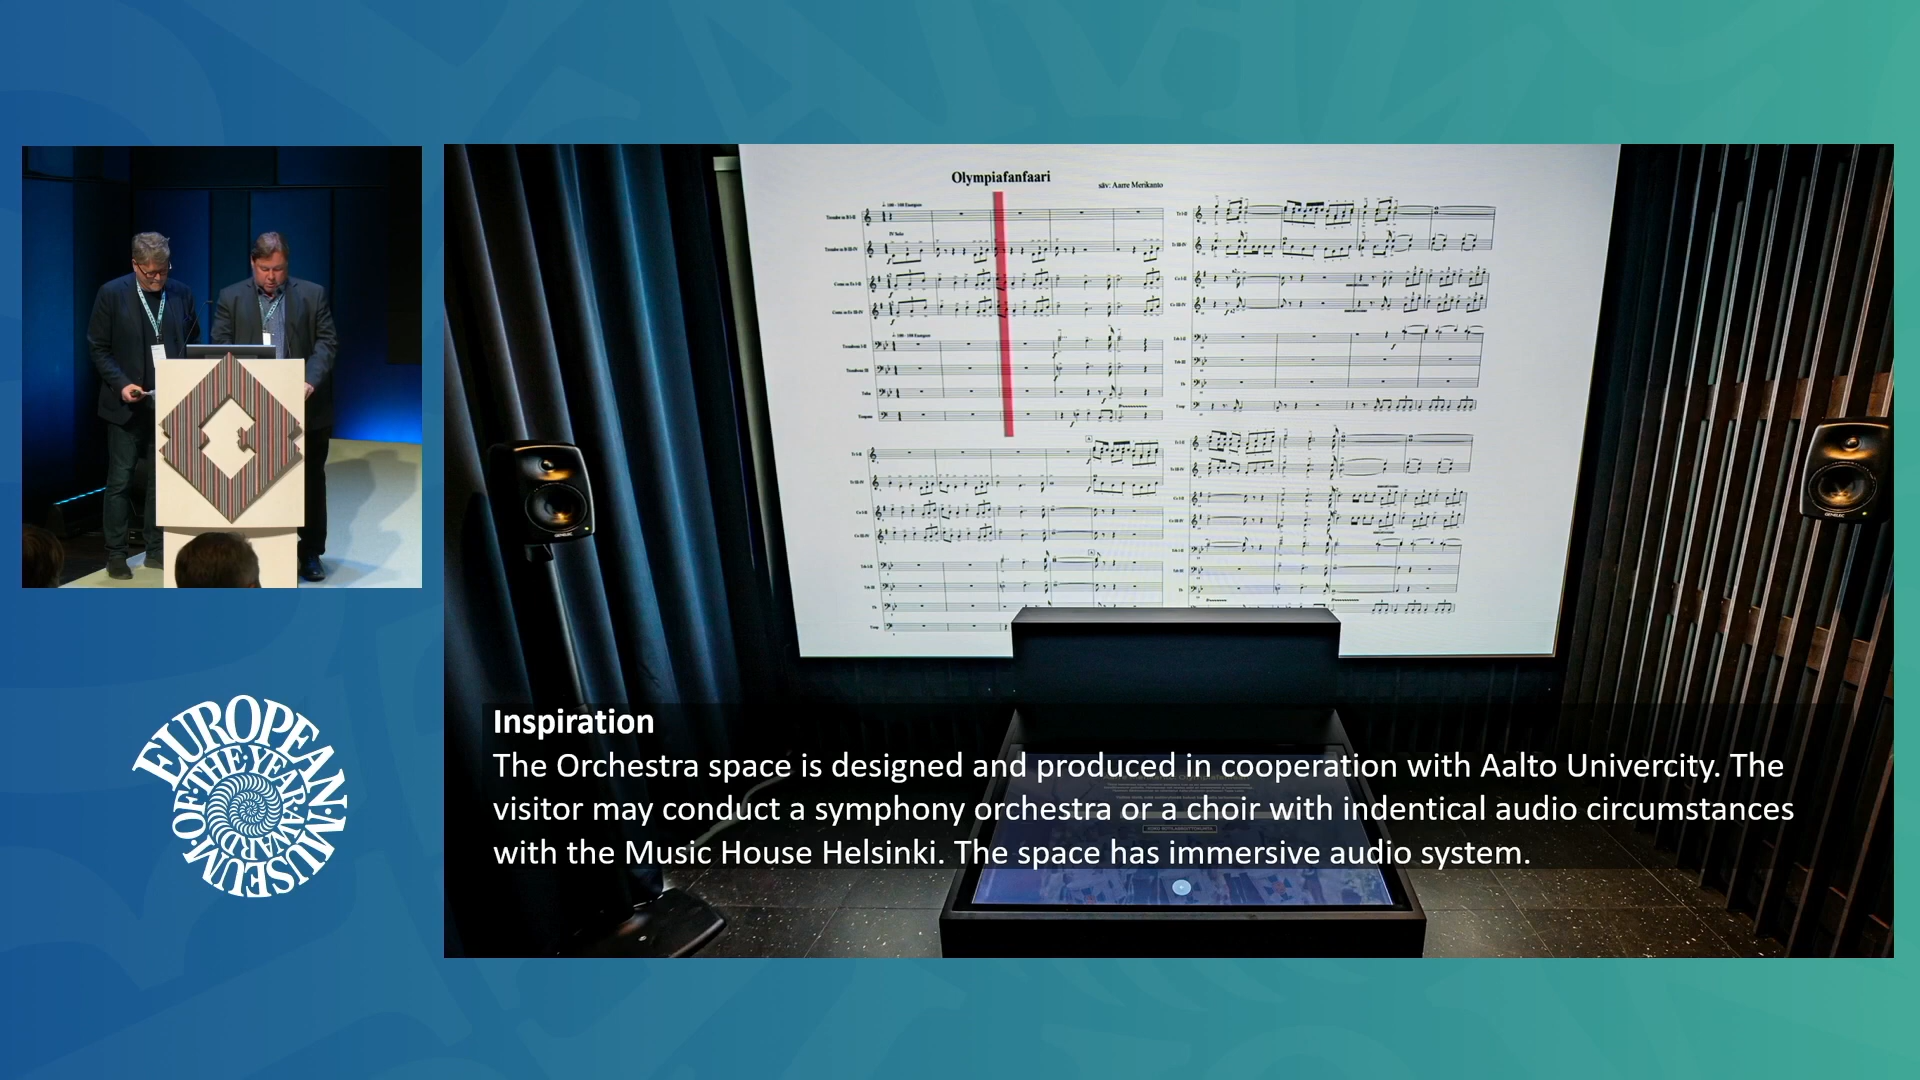 Olympiafanfaari
säv: Aarre Merikanto
EUROPEAN·MUSEUM·OF·THE·YEAR·AWARD
GENELEC
GENELEC
Inspiration
The Orchestra space is designed and produced in cooperation with Aalto Univercity. The
visitor may conduct a symphony orchestra or a choir with indentical audio circumstances
with the Music House Helsinki. The space has immersive audio system.